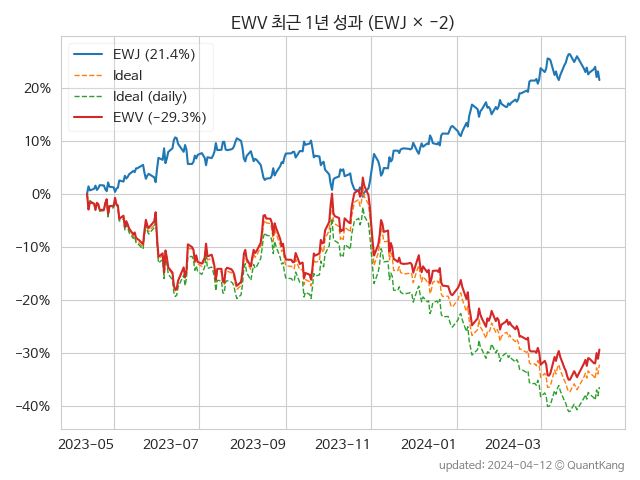 EWV 최근 1년 성과 (EWJ × −2)
EWJ (21.4%)
Ideal
Ideal (daily)
EWV (−29.3%)
20%
10%
0%
−10%
−20%
−30%
−40%
2023−05
2023−07
2023−09
2023−11
2024−01
2024−03
updated: 2024−04−12 © QuantKang